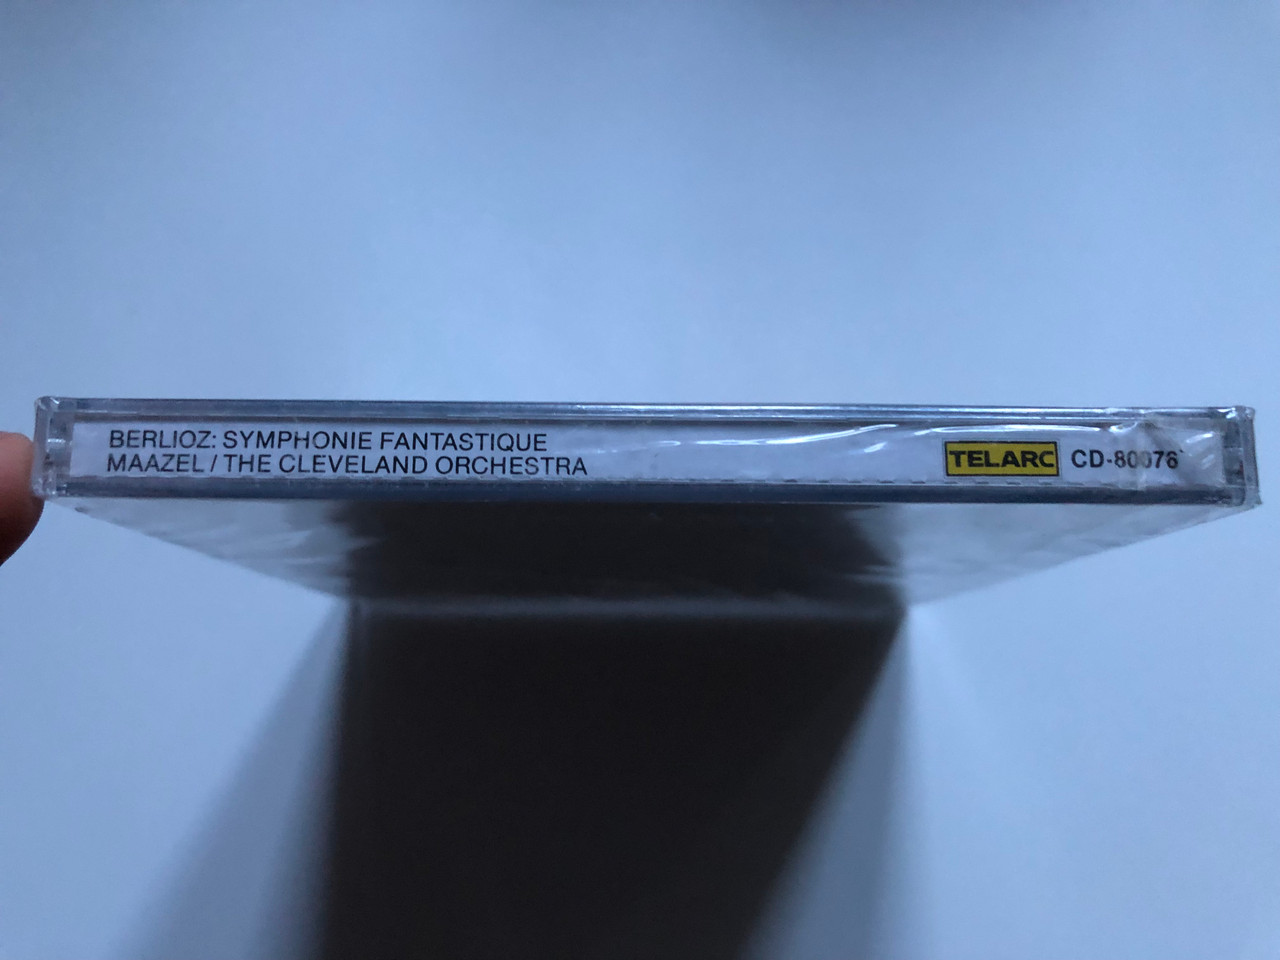 BERLIOZ: SYMPHONIE FANTASTIQUE
MAAZEL / THE CLEVELAND ORCHESTRA
TELARC CD-80076